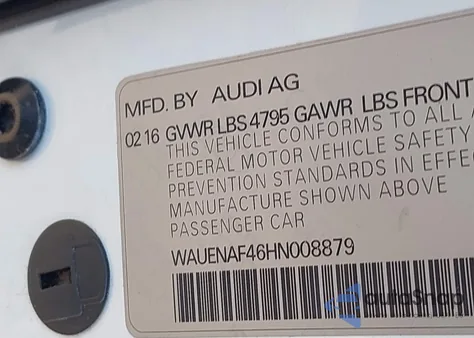 MFD. BY AUDI AG
02 16 GVWR LBS 4795 GAWR LBS FRONT
THIS VEHICLE CONFORMS TO ALL
FEDERAL MOTOR VEHICLE SAFETY
PREVENTION STANDARDS IN EFFE
MANUFACTURE SHOWN ABOVE
PASSENGER CAR
WAUENAF46HN008879
autoSnap